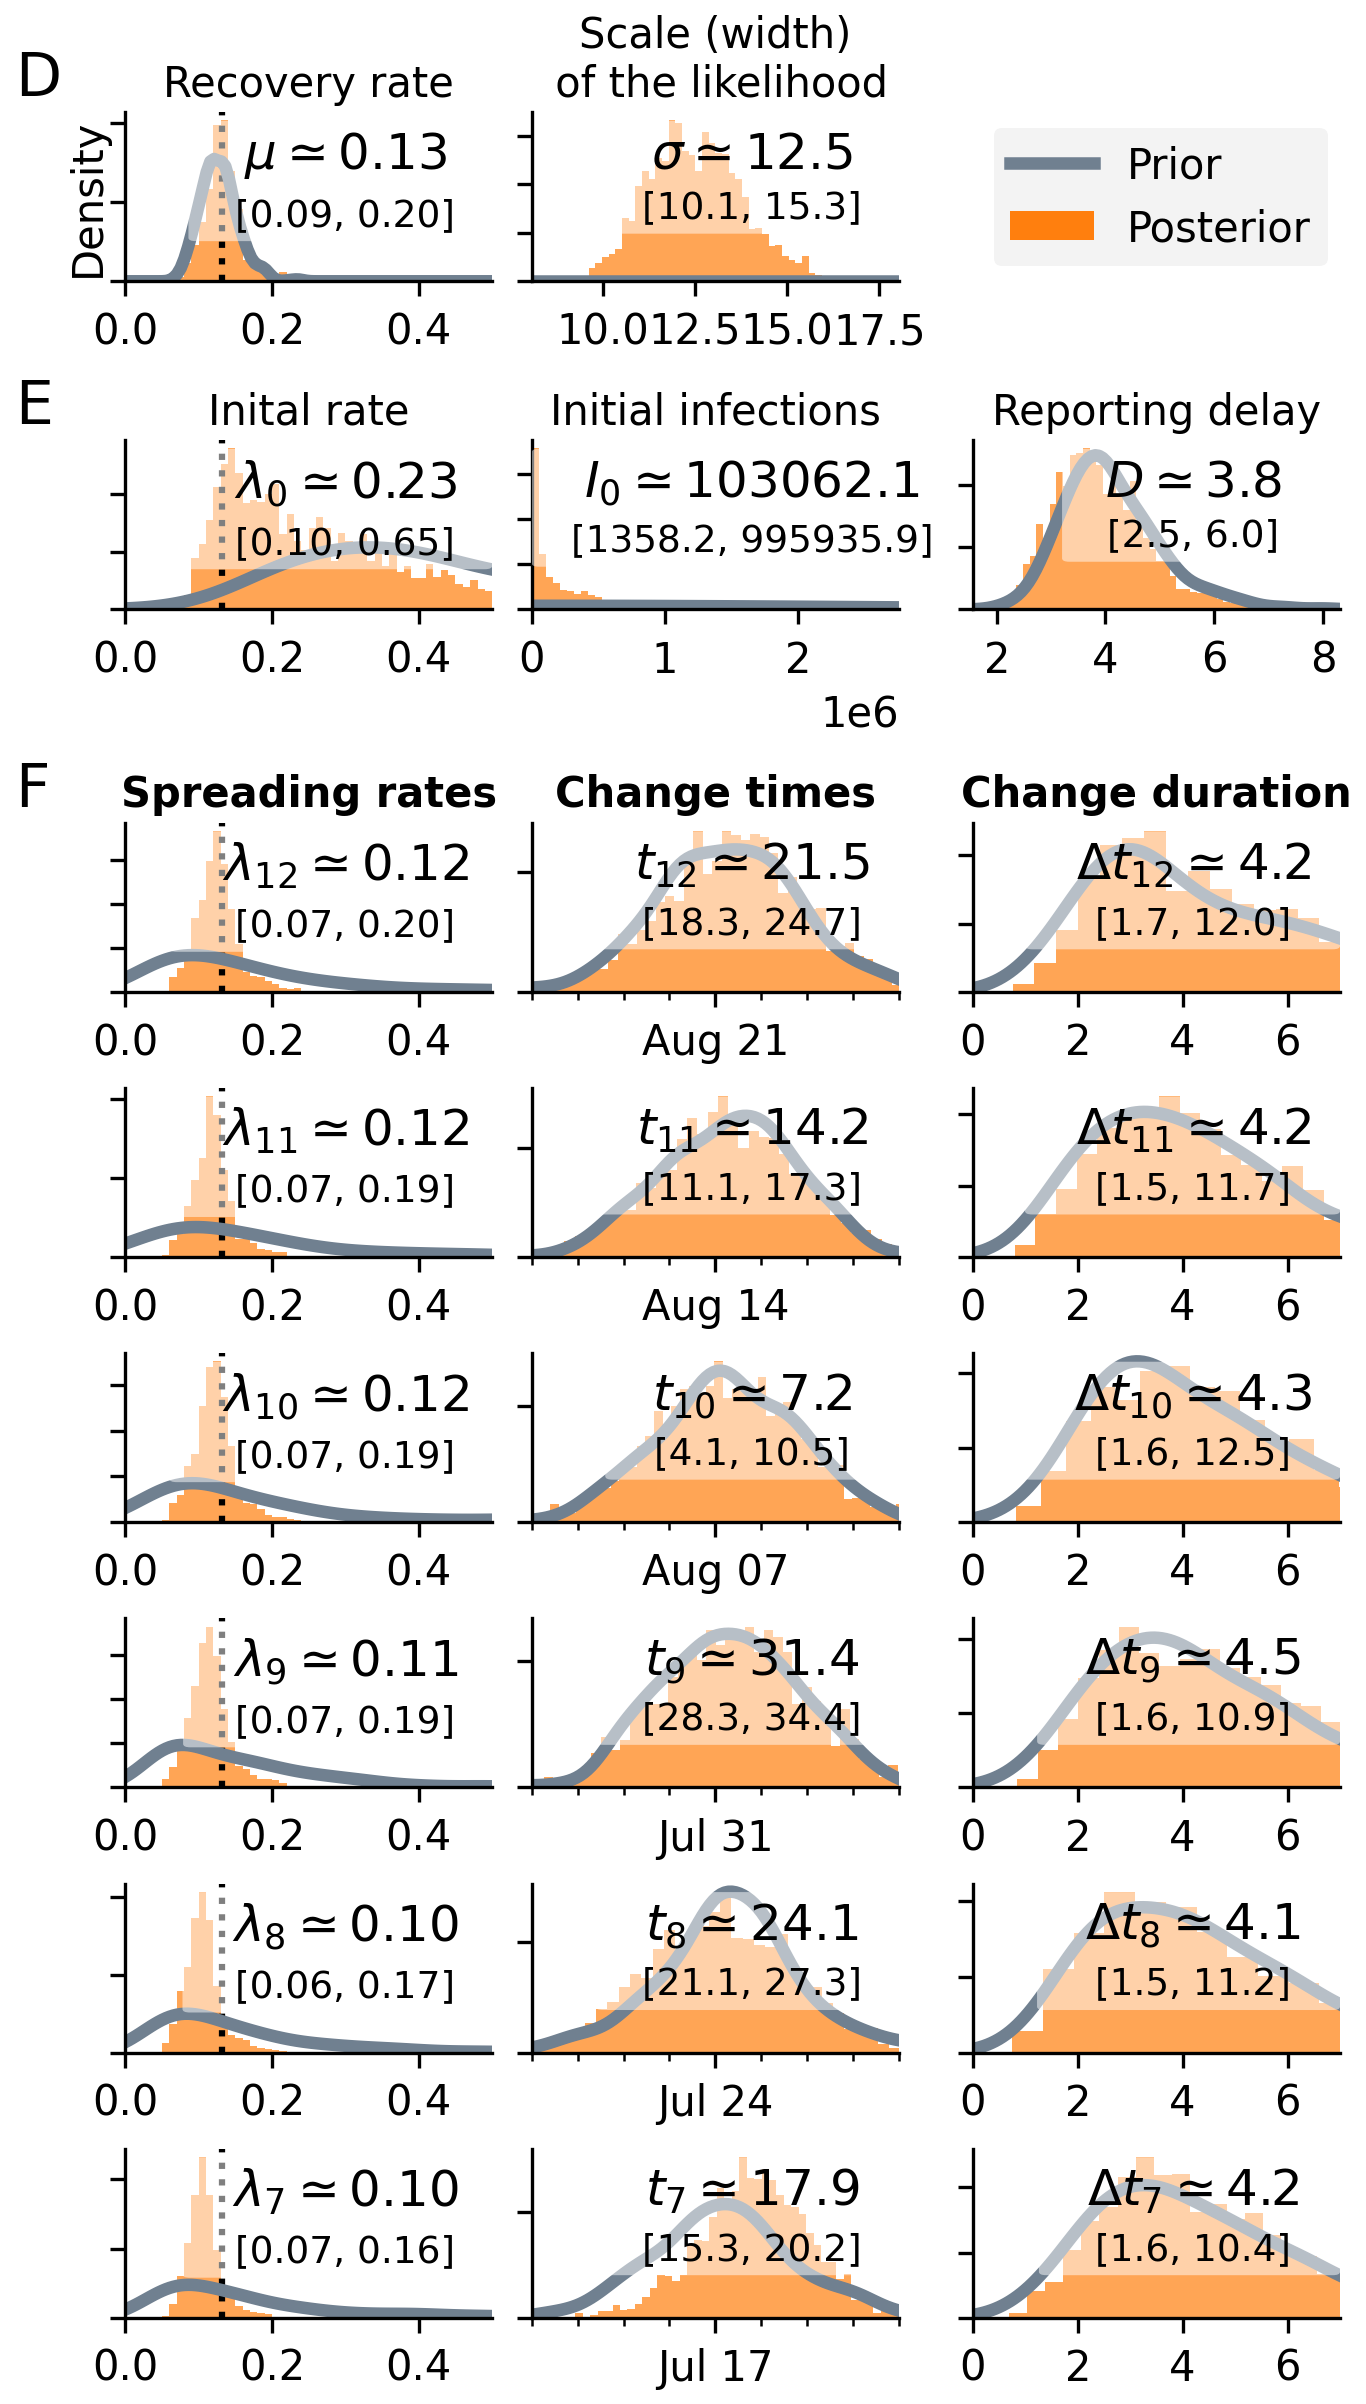 D
Recovery rate
Scale (width)
of the likelihood
Density
μ ≃ 0.13
[0.09, 0.20]
0.0 0.2 0.4
σ ≃ 12.5
[10.1, 15.3]
10.0 12.5 15.0 17.5
Prior
Posterior
E
Inital rate
λ0 ≃ 0.23
[0.10, 0.65]
0.0 0.2 0.4
Initial infections
I0 ≃ 103062.1
[1358.2, 995935.9]
0 1 2
1e6
Reporting delay
D ≃ 3.8
[2.5, 6.0]
2 4 6 8
F
Spreading rates Change times Change duration
λ12 ≃ 0.12
[0.07, 0.20]
0.0 0.2 0.4
t12 ≃ 21.5
[18.3, 24.7]
Aug 21
Δt12 ≃ 4.2
[1.7, 12.0]
0 2 4 6
λ11 ≃ 0.12
[0.07, 0.19]
0.0 0.2 0.4
t11 ≃ 14.2
[11.1, 17.3]
Aug 14
Δt11 ≃ 4.2
[1.5, 11.7]
0 2 4 6
λ10 ≃ 0.12
[0.07, 0.19]
0.0 0.2 0.4
t10 ≃ 7.2
[4.1, 10.5]
Aug 07
Δt10 ≃ 4.3
[1.6, 12.5]
0 2 4 6
λ9 ≃ 0.11
[0.07, 0.19]
0.0 0.2 0.4
t9 ≃ 31.4
[28.3, 34.4]
Jul 31
Δt9 ≃ 4.5
[1.6, 10.9]
0 2 4 6
λ8 ≃ 0.10
[0.06, 0.17]
0.0 0.2 0.4
t8 ≃ 24.1
[21.1, 27.3]
Jul 24
Δt8 ≃ 4.1
[1.5, 11.2]
0 2 4 6
λ7 ≃ 0.10
[0.07, 0.16]
0.0 0.2 0.4
t7 ≃ 17.9
[15.3, 20.2]
Jul 17
Δt7 ≃ 4.2
[1.6, 10.4]
0 2 4 6